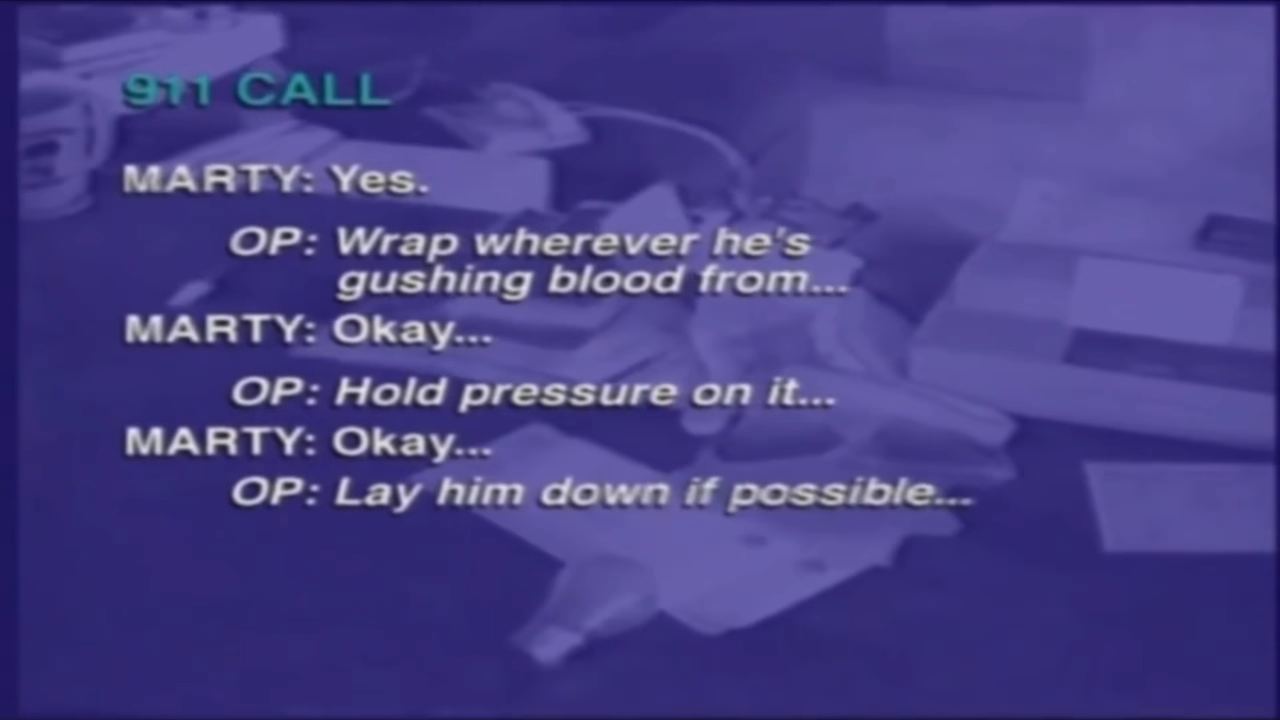 911 CALL
MARTY: Yes.
OP: Wrap wherever he's
gushing blood from...
MARTY: Okay...
OP: Hold pressure on it...
MARTY: Okay...
OP: Lay him down if possible...